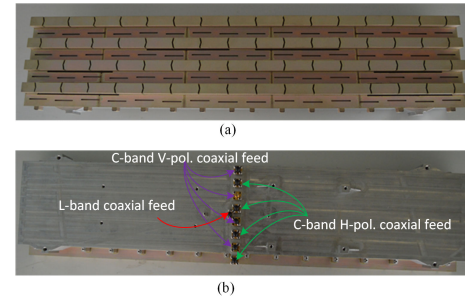 (a)
C-band V-pol. coaxial feed
L-band coaxial feed
C-band H-pol. coaxial feed
(b)